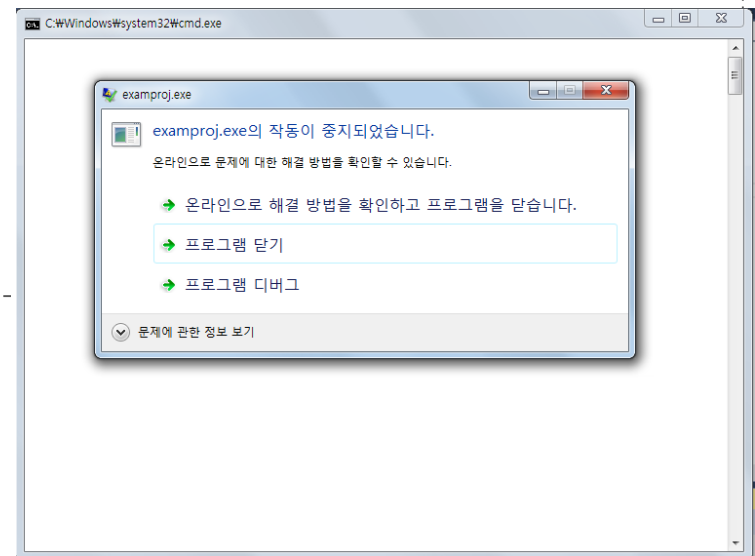 C:₩Windows₩system32₩cmd.exe
examproj.exe
examproj.exe의 작동이 중지되었습니다.
온라인으로 문제에 대한 해결 방법을 확인할 수 있습니다.
온라인으로 해결 방법을 확인하고 프로그램을 닫습니다.
프로그램 닫기
프로그램 디버그
문제에 관한 정보 보기